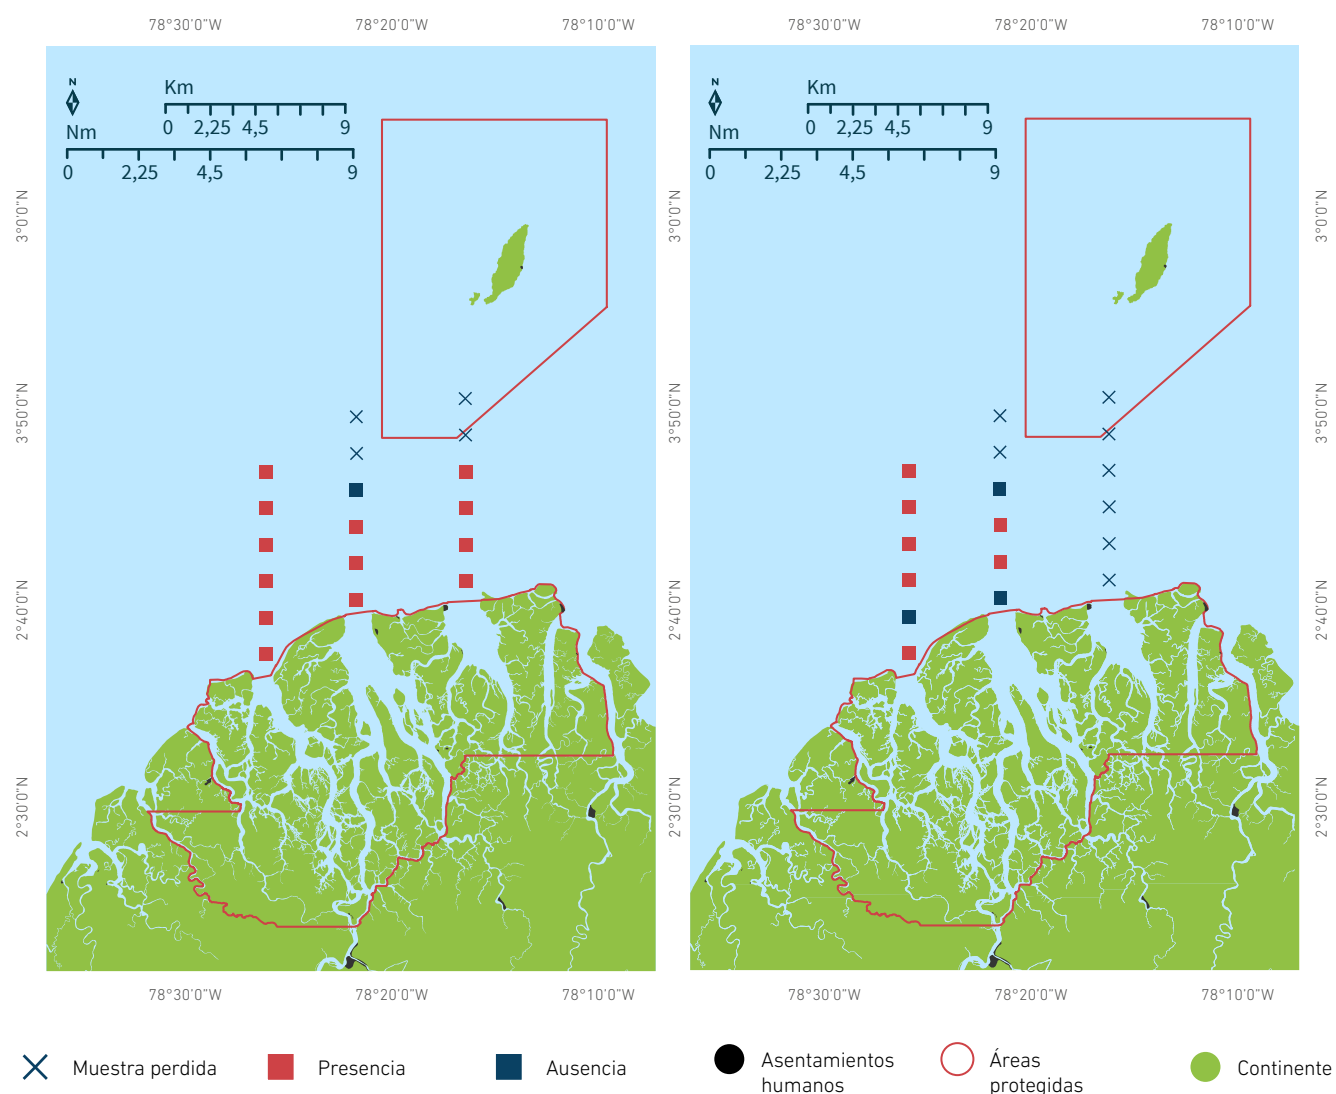 78°30'0"W 78°20'0"W 78°10'0"W 78°30'0"W 78°20'0"W 78°10'0"W
N
Km
0 2,25 4,5 9
Nm
0 2,25 4,5 9
N
Km
0 2,25 4,5 9
Nm
0 2,25 4,5 9
3°0'0"N
3°50'0"N
2°40'0"N
2°30'0"N
3°0'0"N
3°50'0"N
2°40'0"N
2°30'0"N
3°0'0"N
3°50'0"N
2°40'0"N
2°30'0"N
78°30'0"W 78°20'0"W 78°10'0"W 78°30'0"W 78°20'0"W 78°10'0"W
Muestra perdida
Presencia
Ausencia
Asentamientos
humanos
Áreas
protegidas
Continente